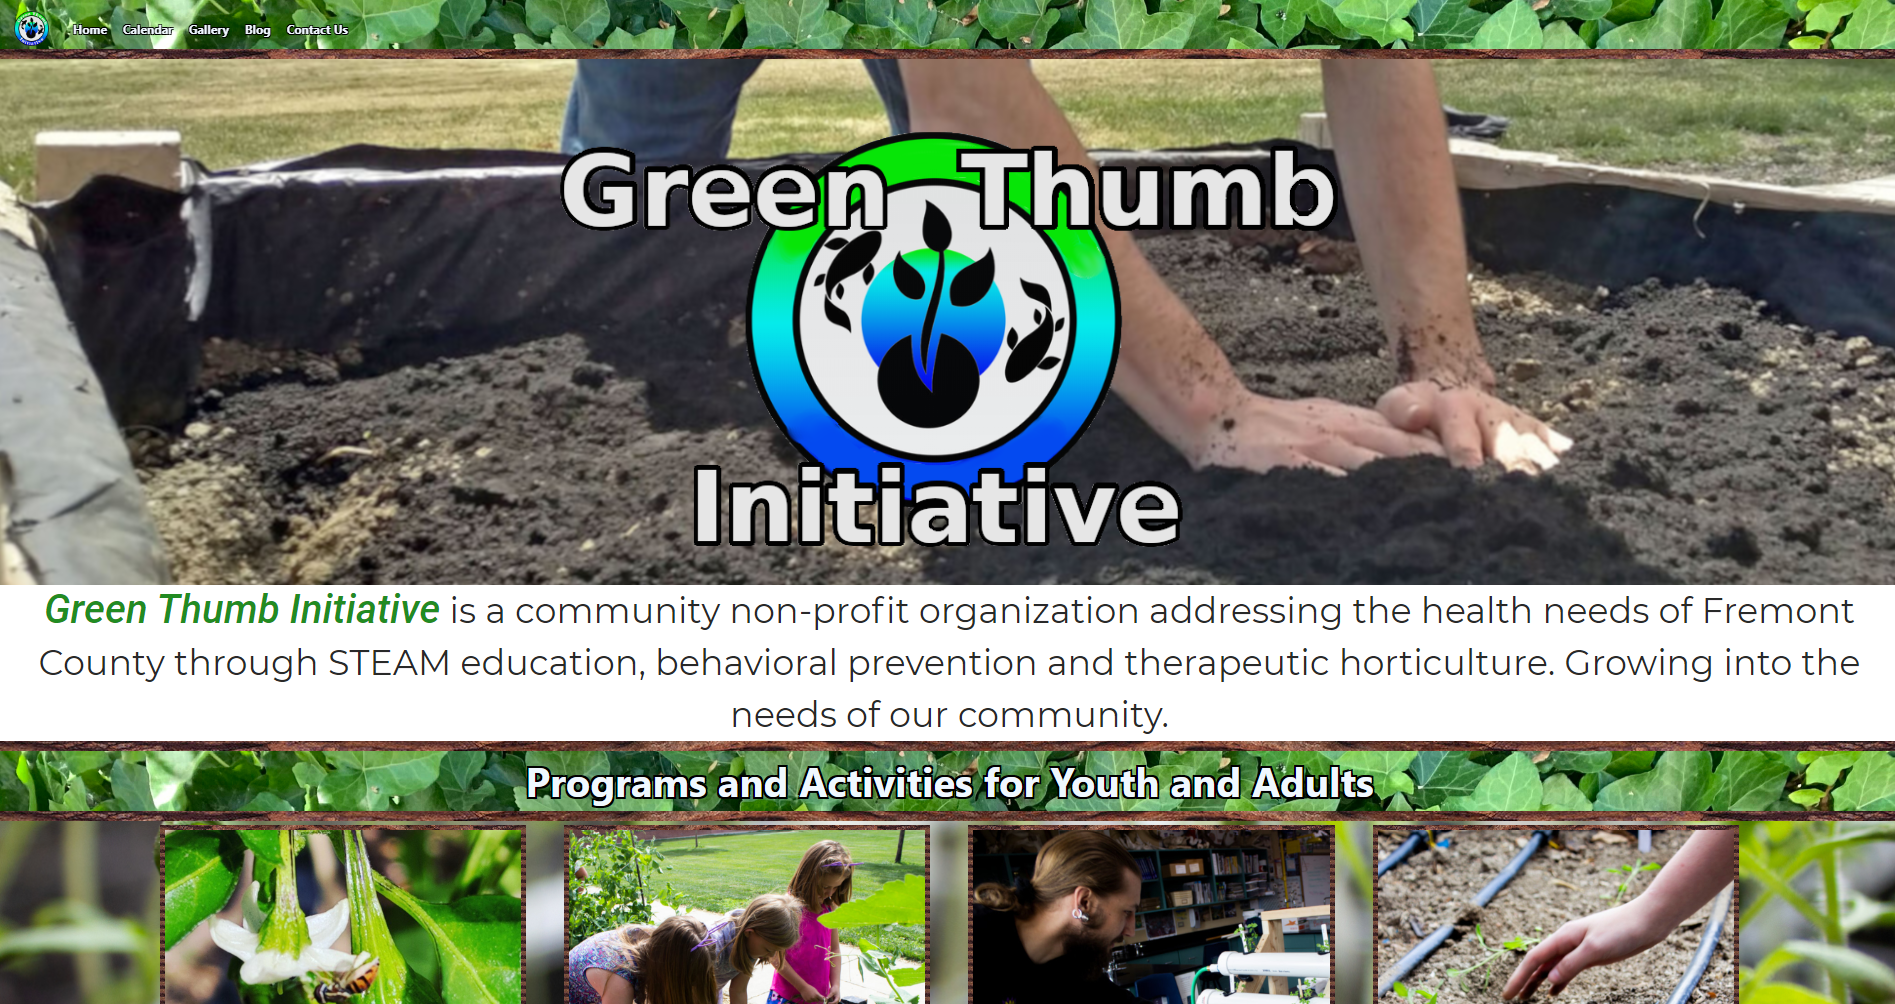 Home Calendar Gallery Blog Contact Us
Green Thumb
Initiative
Green Thumb Initiative is a community non-profit organization addressing the health needs of Fremont
County through STEAM education, behavioral prevention and therapeutic horticulture. Growing into the
needs of our community.
Programs and Activities for Youth and Adults